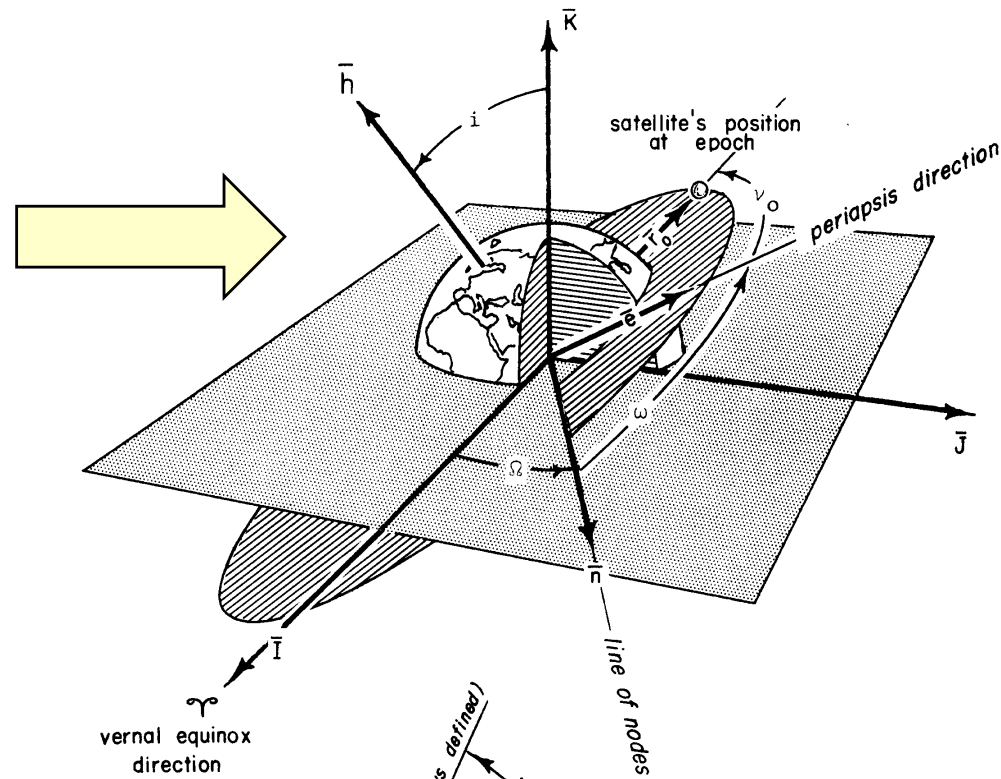 K̄
h̄
i
satellite's position
at epoch
ν₀
periapsis direction
r̄₀
ē
ω
J̄
Ω
n̄
Ī
line of nodes
♈
vernal equinox
direction
defined)